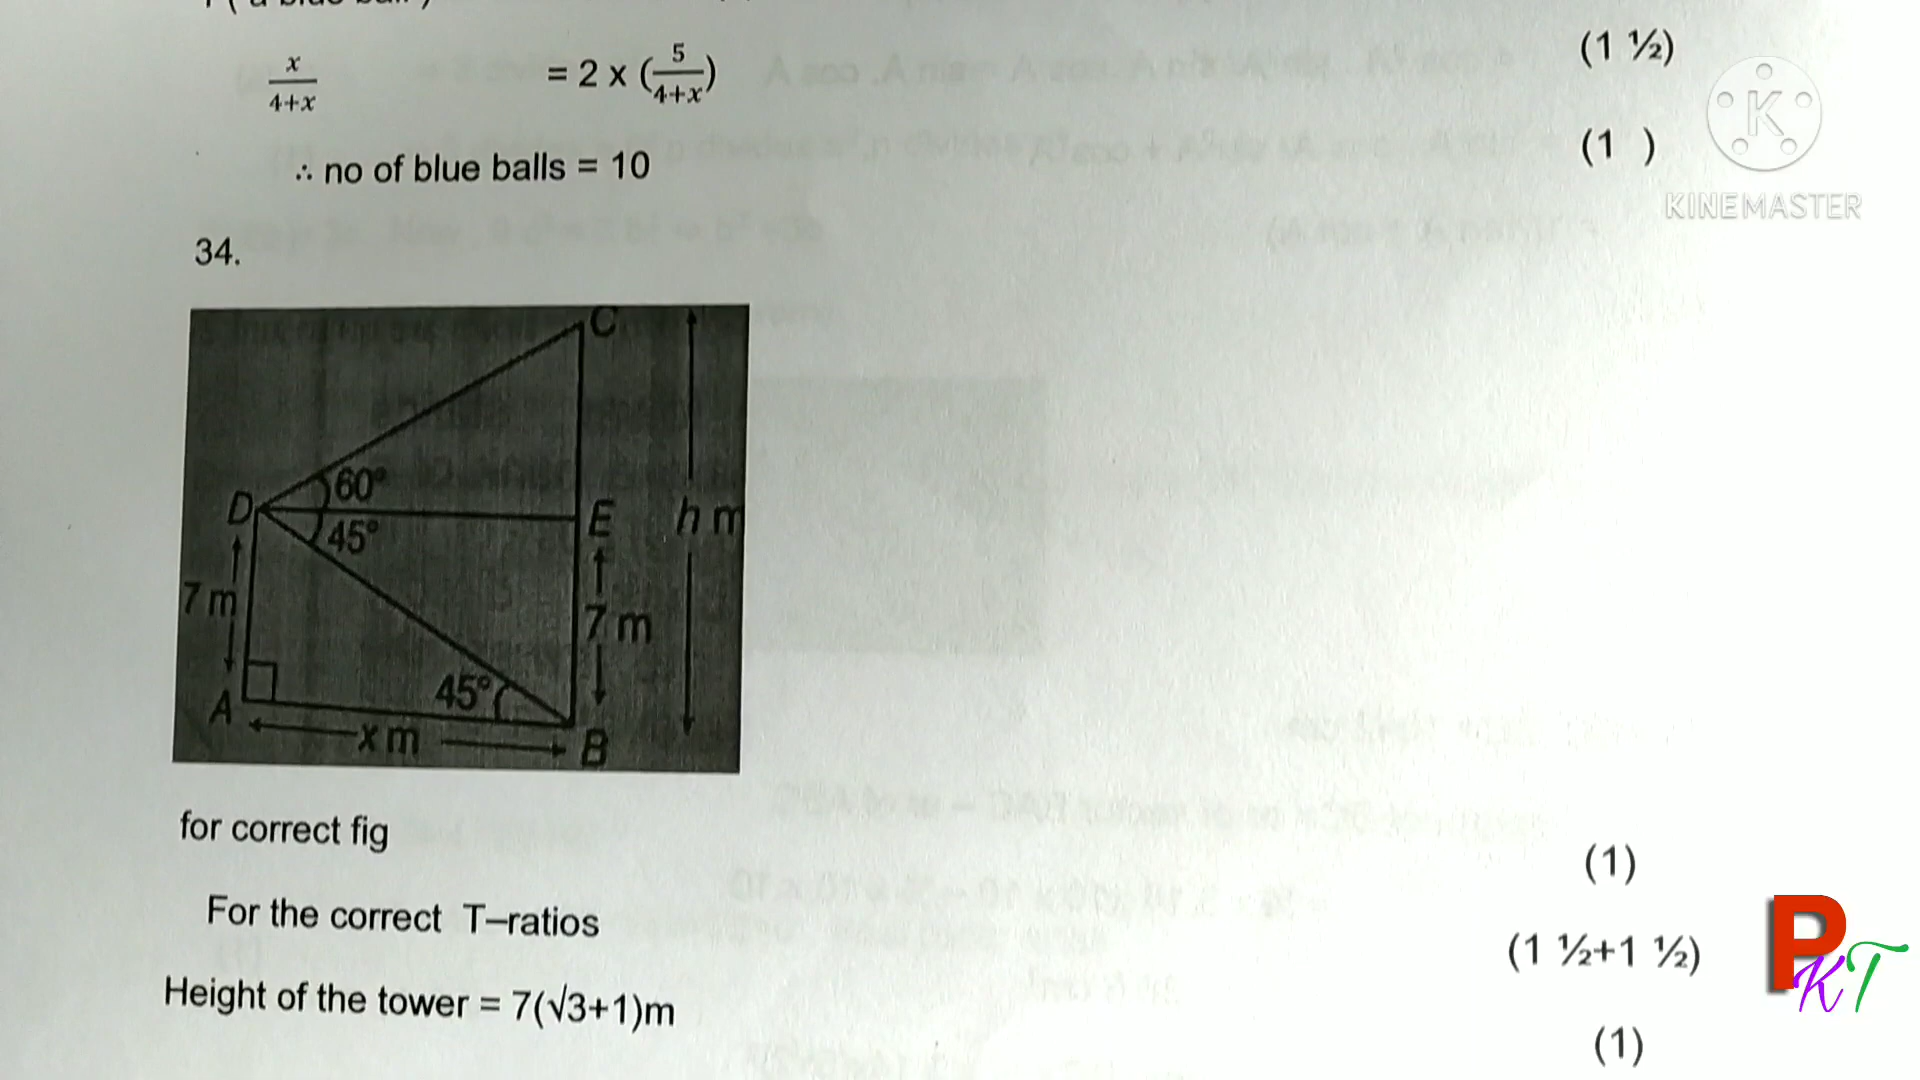 x/4+x = 2 x (5/4+x) (1 ½)
∴ no of blue balls = 10 (1 )
KINEMASTER
34.
C
60°
D E h m
45°
7 m 7 m
45°
A x m B
for correct fig (1)
For the correct T–ratios (1 ½+1 ½)
PKT
Height of the tower = 7(√3+1)m (1)